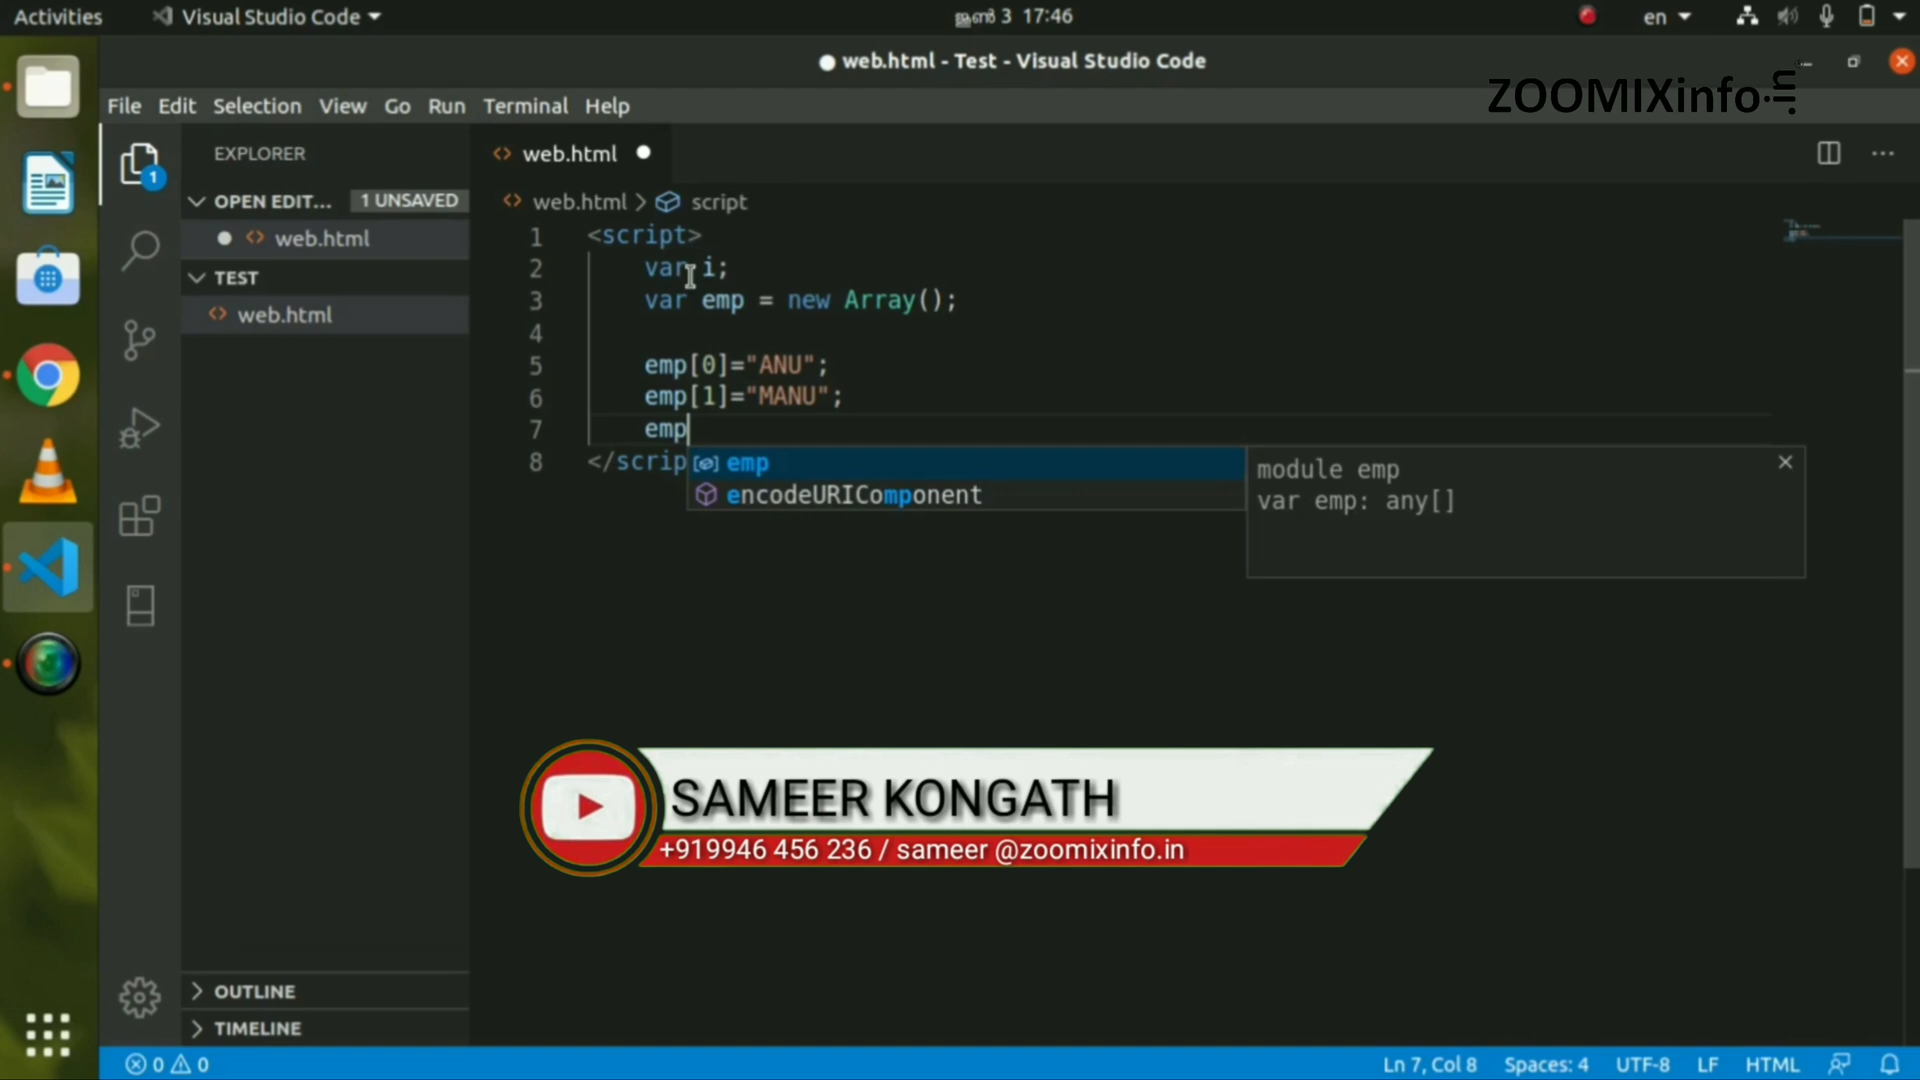 Activities Visual Studio Code ജൂൺ 3 17:46 en
web.html - Test - Visual Studio Code
ZOOMIXinfo.in
File Edit Selection View Go Run Terminal Help
EXPLORER
1
OPEN EDIT... 1 UNSAVED
web.html
TEST
web.html
OUTLINE
TIMELINE
web.html
web.html script
1 <script>
2 var i;
3 var emp = new Array();
4
5 emp[0]="ANU";
6 emp[1]="MANU";
7 emp
8 </scrip
emp
encodeURIComponent
module emp
var emp: any[]
SAMEER KONGATH
+919946 456 236 / sameer @zoomixinfo.in
0 0 Ln 7, Col 8 Spaces: 4 UTF-8 LF HTML